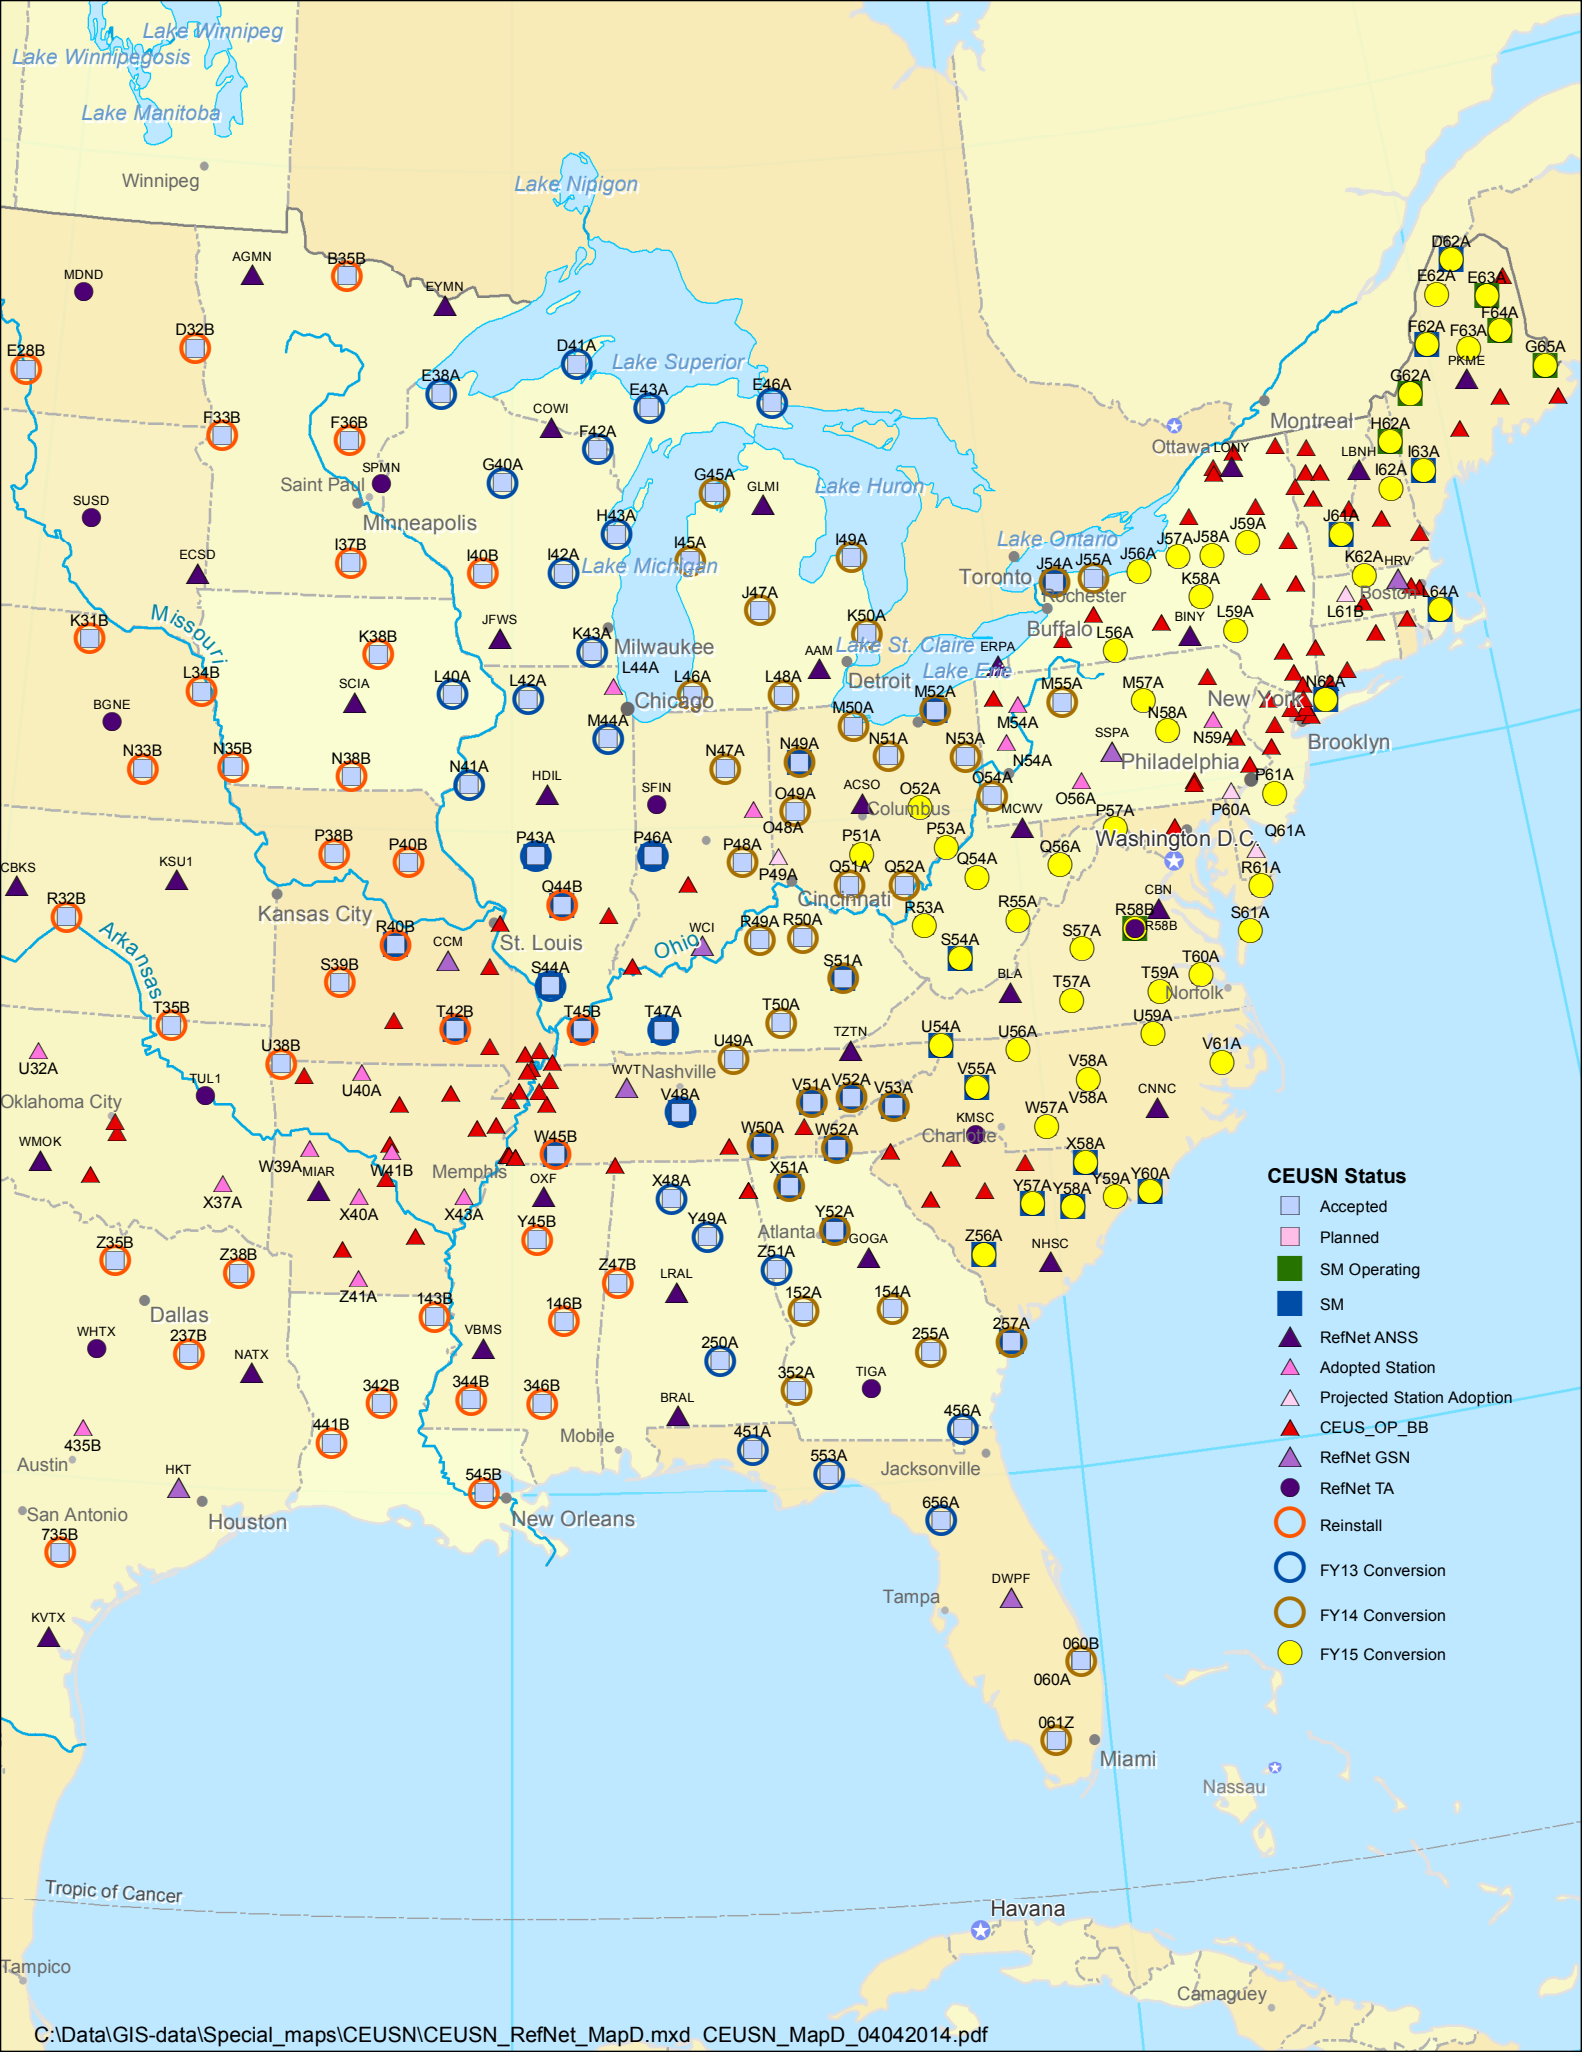 Lake Winnipeg
Lake Winnipegosis
Lake Manitoba
Winnipeg
Lake Nipigon
D62A
AGMN
B35B
MDND
E62A
E63A
EYMN
D32B
F64A
E28B
D41A
F62A
F63A
Lake Superior
G65A
PKME
E38A
E43A
E46A
G62A
COWI
F33B
F36B
F42A
Montreal
H62A
Ottawa
LONY
LBNH
I63A
SPMN
G40A
G45A
I62A
Saint Paul
GLMI
Lake Huron
SUSD
Minneapolis
H43A
J64A
J59A
I37B
I40B
I42A
I45A
I49A
Lake Ontario
J57A
J58A
J56A
K62A
HRV
ECSD
Lake Michigan
Toronto
J54A
J55A
Rochester
K58A
Boston
L64A
J47A
L61B
K31B
Missouri
JFWS
K50A
Buffalo
L59A
BINY
K38B
K43A
Milwaukee
Lake St. Claire
ERPA
L56A
AAM
L44A
Lake Erie
L34B
SCIA
L40A
L42A
L46A
L48A
Detroit
M55A
M57A
New York
N62A
Chicago
M52A
BGNE
M44A
M50A
M54A
N58A
N59A
Brooklyn
N33B
N35B
N38B
N41A
N47A
N49A
N51A
N53A
N54A
SSPA
Philadelphia
HDIL
SFIN
O49A
ACSO
O52A
O54A
O56A
P61A
Columbus
MCWV
P57A
P60A
P38B
P40B
P43A
P46A
O48A
P48A
P49A
P51A
P53A
Washington D.C.
Q61A
CBKS
KSU1
Q51A
Q52A
Q54A
Q56A
R61A
R32B
Q44B
Cincinnati
Kansas City
CBN
R58B
R58B
Arkansas
R40B
CCM
St. Louis
Ohio
WCI
R49A
R50A
R53A
R55A
S61A
S39B
S44A
S51A
S54A
S57A
BLA
T60A
T59A
T57A
Norfolk
T35B
T42B
T45B
T47A
T50A
U38B
U49A
TZTN
U54A
U56A
U59A
U32A
U40A
WVT
Nashville
V61A
TUL1
V48A
V51A
V52A
V53A
V55A
V58A
V58A
CNNC
Oklahoma City
WMOK
W39A
W41B
W45B
W50A
W52A
KMSC
Charlotte
W57A
MIAR
Memphis
X58A
X37A
X40A
X43A
OXF
X48A
X51A
Y57A
Y58A
Y59A
Y60A
CEUSN Status
Accepted
Planned
SM Operating
SM
RefNet ANSS
Adopted Station
Projected Station Adoption
CEUS_OP_BB
RefNet GSN
RefNet TA
Reinstall
FY13 Conversion
FY14 Conversion
FY15 Conversion
Y45B
Y49A
Atlanta
Y52A
GOGA
Z35B
Z38B
Z41A
Z47B
Z51A
Z56A
NHSC
LRAL
Dallas
143B
146B
152A
154A
257A
WHTX
237B
NATX
VBMS
250A
255A
342B
344B
346B
352A
TIGA
435B
441B
BRAL
456A
Austin
Mobile
451A
HKT
545B
553A
Jacksonville
San Antonio
Houston
New Orleans
656A
735B
KVTX
DWPF
Tampa
060B
060A
061Z
Miami
Nassau
Tropic of Cancer
Havana
Tampico
Camaguey
C:\Data\GIS-data\Special_maps\CEUSN\CEUSN_RefNet_MapD.mxd CEUSN_MapD_04042014.pdf